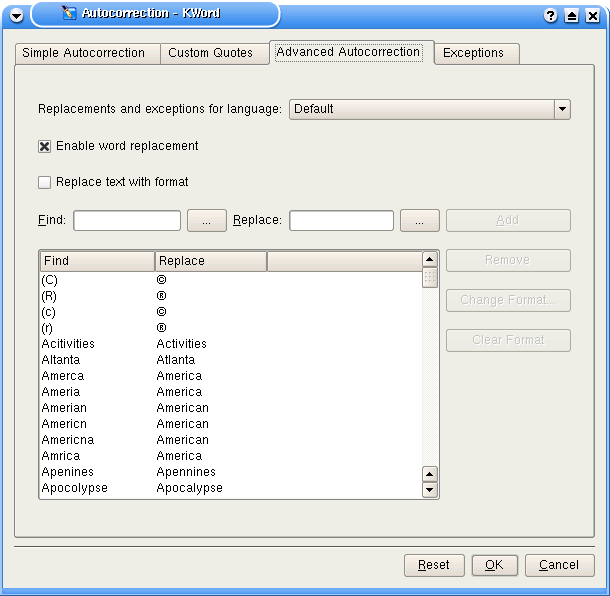 Autocorrection - KWord
Simple Autocorrection Custom Quotes Advanced Autocorrection Exceptions
Replacements and exceptions for language: Default
Enable word replacement
Replace text with format
Find: ... Replace: ... Add
Find Replace Remove
(C) ©
(R) ® Change Format...
(c) ©
(r) ® Clear Format
Acitivities Activities
Altanta Atlanta
Amerca America
Ameria America
Amerian American
Americn American
Americna American
Amrica America
Apenines Apennines
Apocolypse Apocalypse
Reset OK Cancel